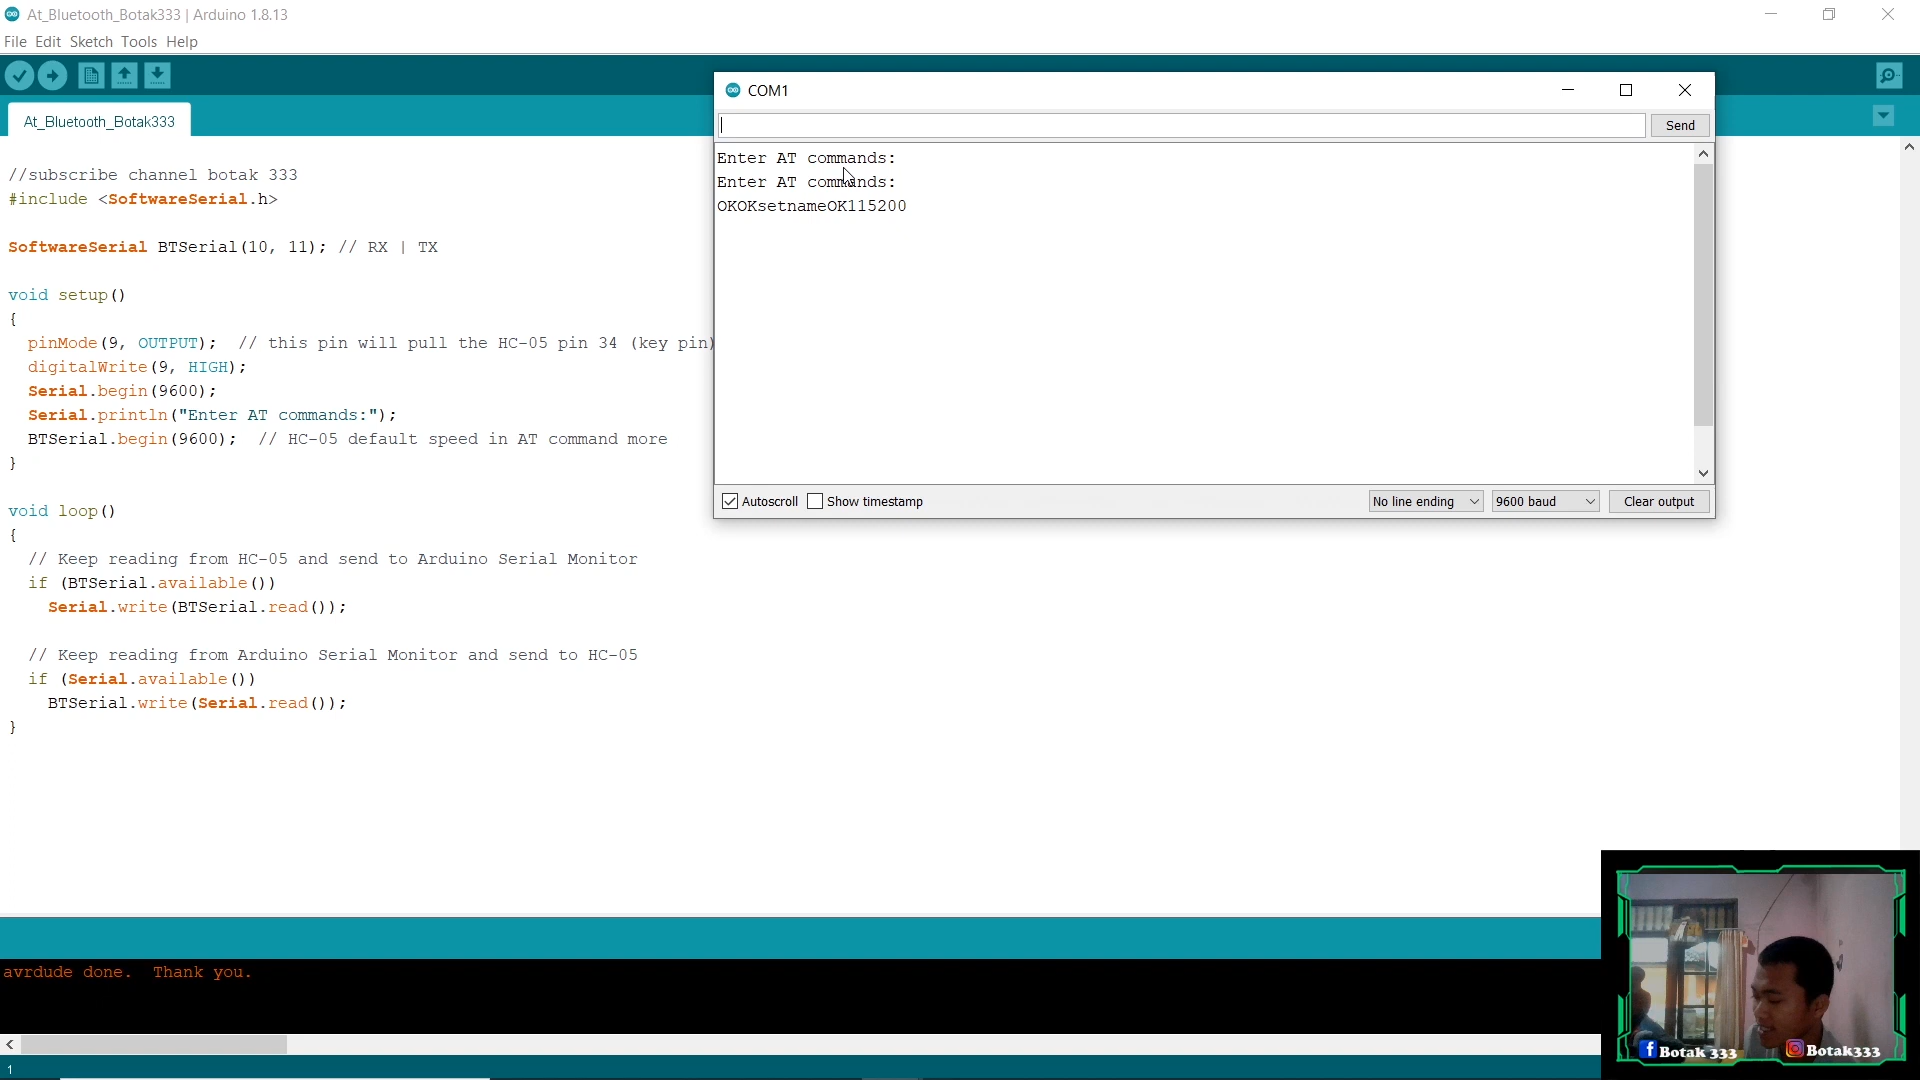 At_Bluetooth_Botak333 | Arduino 1.8.13
File Edit Sketch Tools Help
At_Bluetooth_Botak333
//subscribe channel botak 333
#include <SoftwareSerial.h>
SoftwareSerial BTSerial(10, 11); // RX | TX
void setup()
{
pinMode(9, OUTPUT);  // this pin will pull the HC-05 pin 34 (key pin)
digitalWrite(9, HIGH);
Serial.begin(9600);
Serial.println("Enter AT commands:");
BTSerial.begin(9600);  // HC-05 default speed in AT command more
}
void loop()
{
// Keep reading from HC-05 and send to Arduino Serial Monitor
if (BTSerial.available())
Serial.write(BTSerial.read());
// Keep reading from Arduino Serial Monitor and send to HC-05
if (Serial.available())
BTSerial.write(Serial.read());
}
COM1
Send
Enter AT commands:
Enter AT commands:
OKOKsetnameOK115200
Autoscroll Show timestamp No line ending 9600 baud Clear output
avrdude done.  Thank you.
1
f Botak 333 Botak333